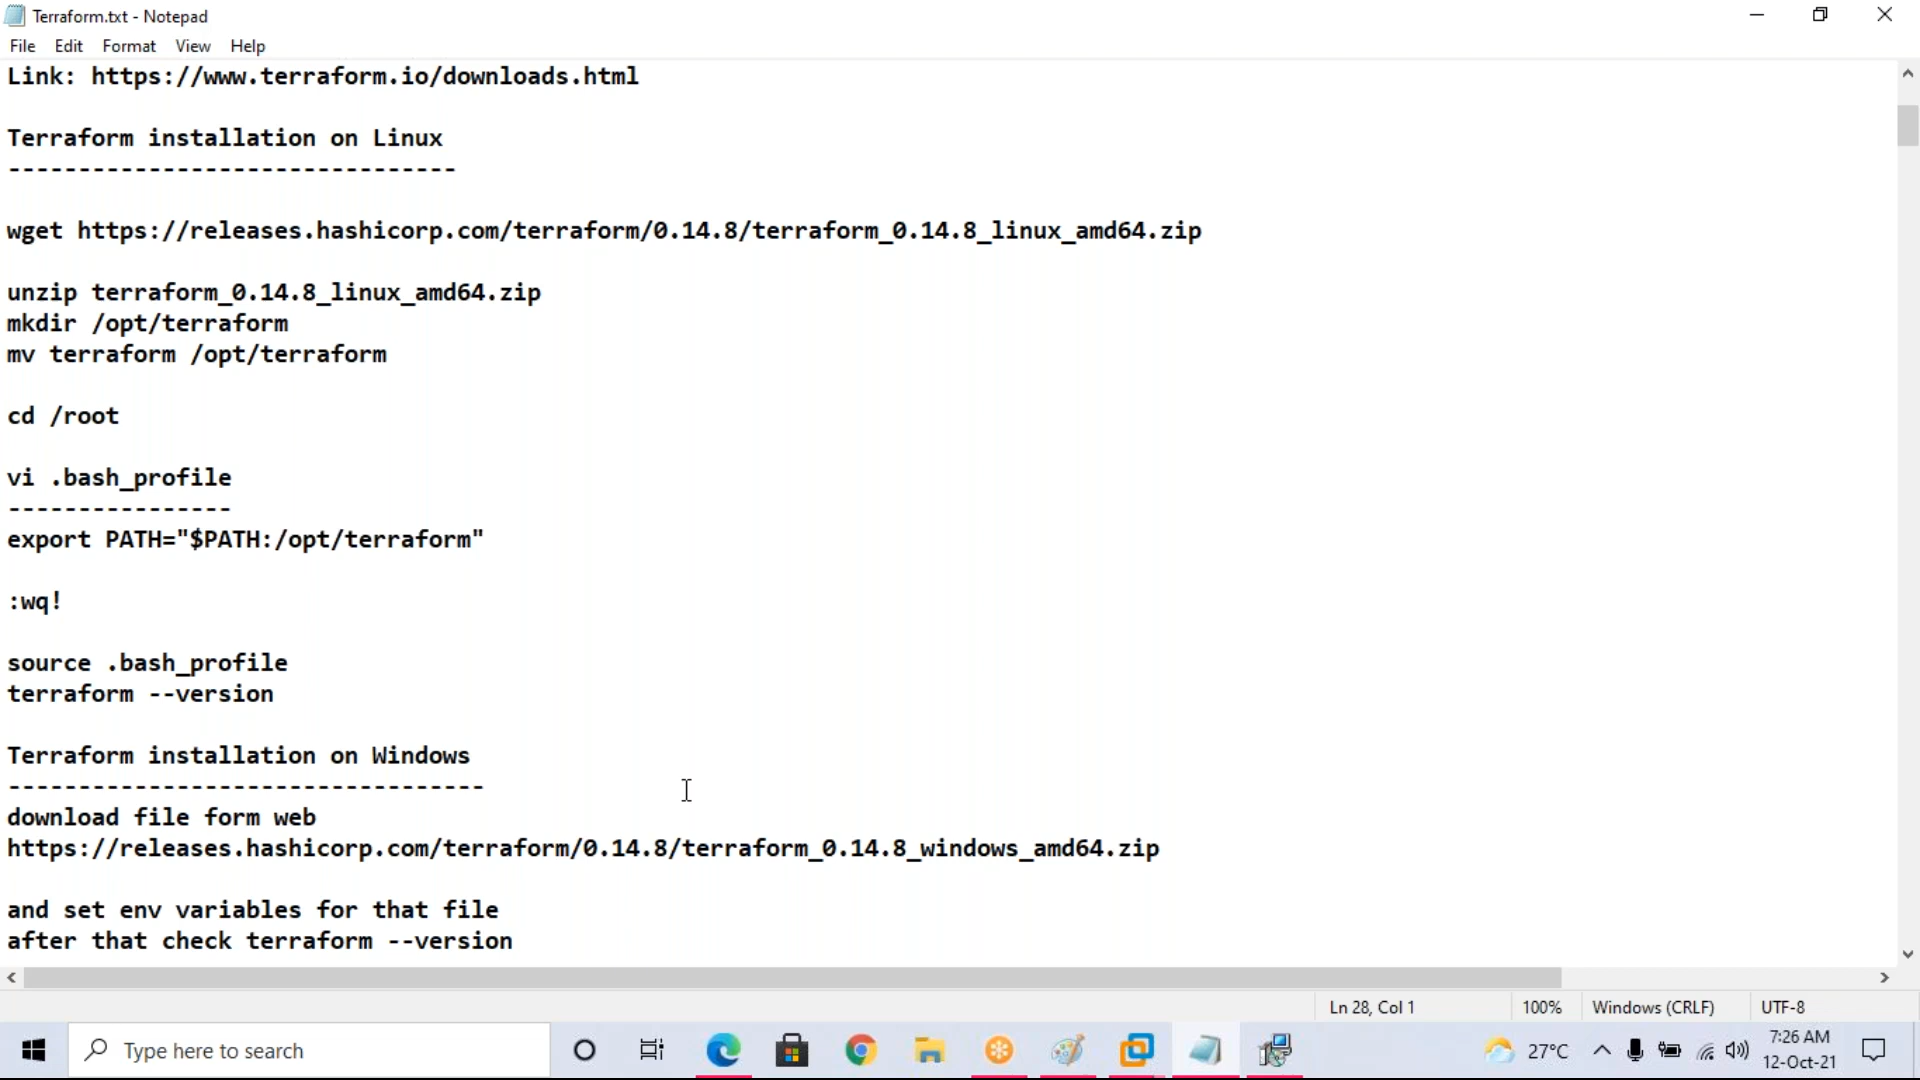 Terraform.txt - Notepad
File Edit Format View Help
Link: https://www.terraform.io/downloads.html
Terraform installation on Linux
--------------------------------
wget https://releases.hashicorp.com/terraform/0.14.8/terraform_0.14.8_linux_amd64.zip
unzip terraform_0.14.8_linux_amd64.zip
mkdir /opt/terraform
mv terraform /opt/terraform
cd /root
vi .bash_profile
----------------
export PATH="$PATH:/opt/terraform"
:wq!
source .bash_profile
terraform --version
Terraform installation on Windows
----------------------------------
download file form web
https://releases.hashicorp.com/terraform/0.14.8/terraform_0.14.8_windows_amd64.zip
and set env variables for that file
after that check terraform --version
Ln 28, Col 1 100% Windows (CRLF) UTF-8
Type here to search
27°C
7:26 AM
12-Oct-21